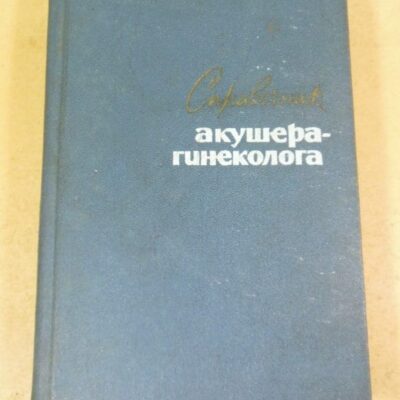 Справочник
акушера-
гинеколога